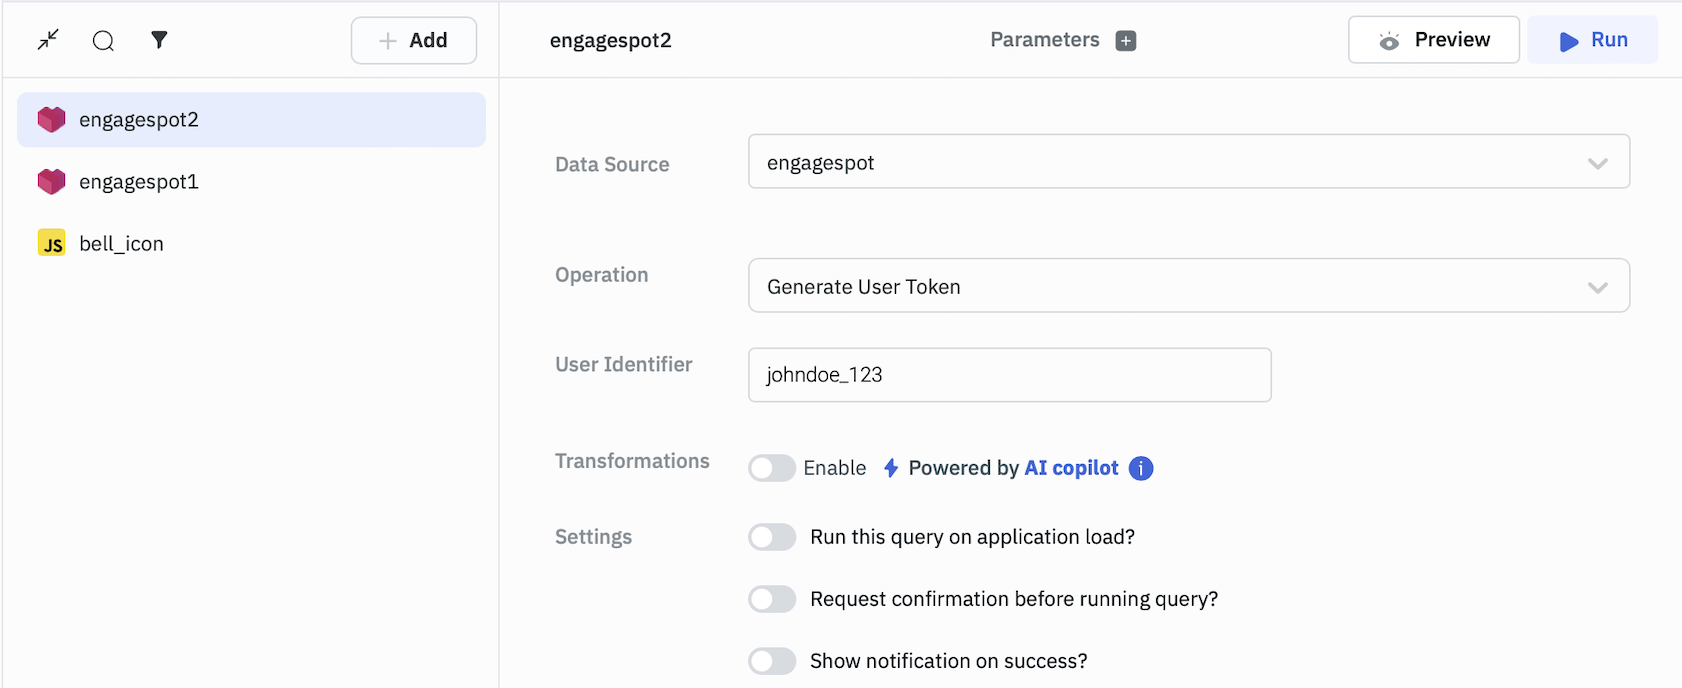 Add
engagespot2
engagespot1
JS bell_icon
engagespot2
Parameters
Preview
Run
Data Source
engagespot
Operation
Generate User Token
User Identifier
johndoe_123
Transformations
Enable Powered by AI copilot i
Settings
Run this query on application load?
Request confirmation before running query?
Show notification on success?